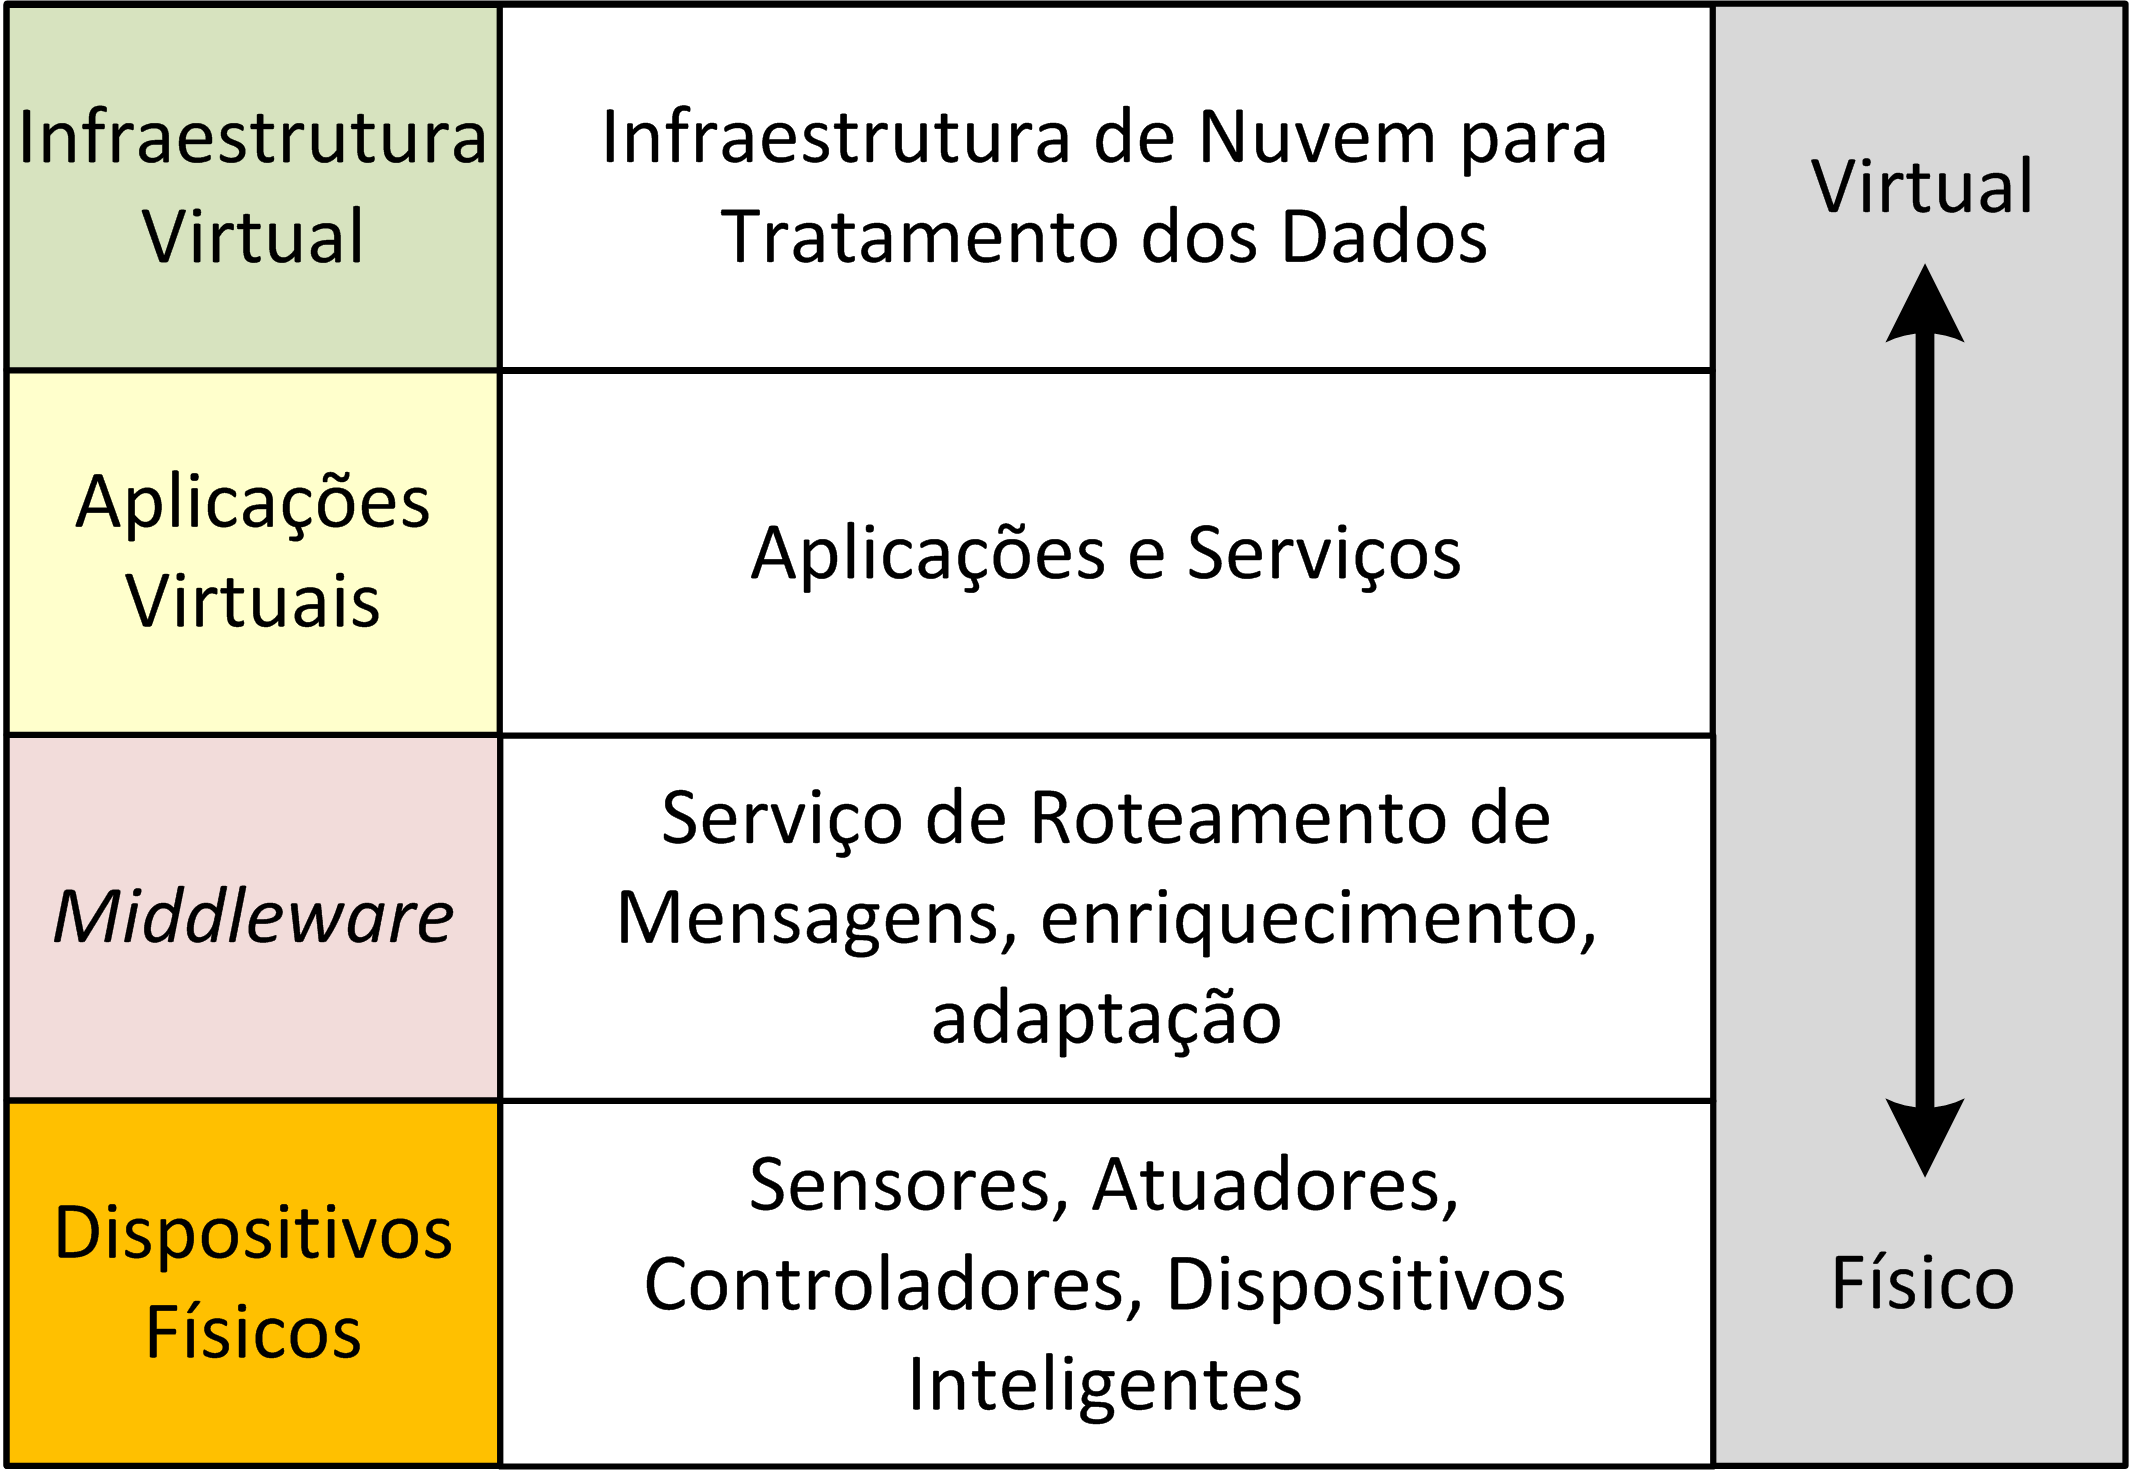 Infraestrutura
Virtual
Infraestrutura de Nuvem para
Tratamento dos Dados
Virtual
Aplicações
Virtuais
Aplicações e Serviços
Middleware
Serviço de Roteamento de
Mensagens, enriquecimento,
adaptação
Dispositivos
Físicos
Sensores, Atuadores,
Controladores, Dispositivos
Inteligentes
Físico